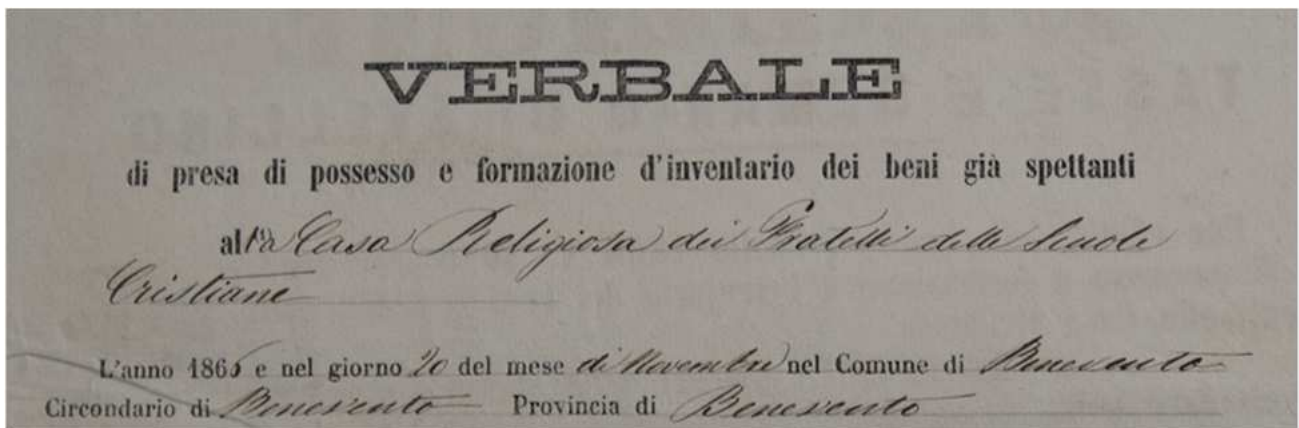 VERBALE
di presa di possesso e formazione d'inventario dei beni già spettanti
alla Casa Religiosa dei Fratelli delle Scuole
Cristiane
L'anno 1865 e nel giorno 20 del mese di Novembre nel Comune di Benevento
Circondario di Benevento Provincia di Benevento